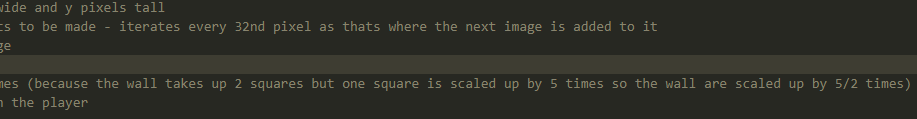 wide and y pixels tall
ts to be made - iterates every 32nd pixel as thats where the next image is added to it
ge
mes (because the wall takes up 2 squares but one square is scaled up by 5 times so the wall are scaled up by 5/2 times)
n the player